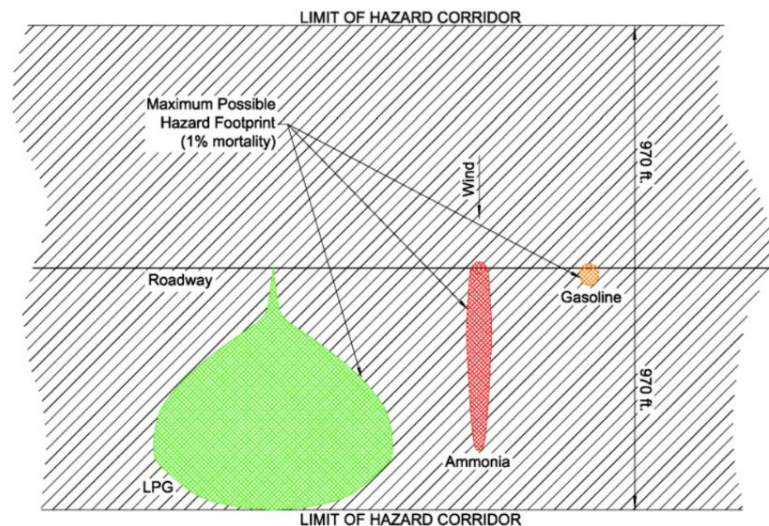 LIMIT OF HAZARD CORRIDOR
Maximum Possible
Hazard Footprint
(1% mortality)
Wind
970 ft.
Roadway
Gasoline
970 ft.
Ammonia
LPG
LIMIT OF HAZARD CORRIDOR